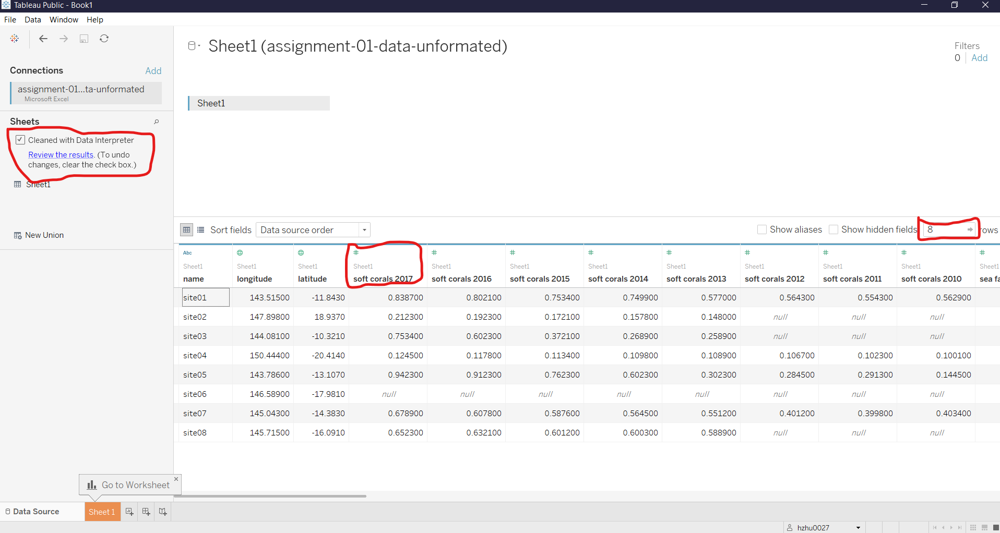 Tableau Public - Book1
File Data Window Help
Sheet1 (assignment-01-data-unformated)
Filters
0 Add
Connections Add
assignment-01...ta-unformated
Microsoft Excel
Sheet1
Sheets
Cleaned with Data Interpreter
Review the results. (To undo
changes, clear the check box.)
Sheet1
New Union
Sort fields Data source order Show aliases Show hidden fields 8 rows
Abc # # # # # # # # #
Sheet1 Sheet1 Sheet1 Sheet1 Sheet1 Sheet1 Sheet1 Sheet1 Sheet1 Sheet1 Sheet1 Sheet1
name longitude latitude soft corals 2017 soft corals 2016 soft corals 2015 soft corals 2014 soft corals 2013 soft corals 2012 soft corals 2011 soft corals 2010 sea fa
site01 143.51500 -11.8430 0.838700 0.802100 0.753400 0.749900 0.577000 0.564300 0.554300 0.562900
site02 147.89800 18.9370 0.212300 0.192300 0.172100 0.157800 0.148000 null null null
site03 144.08100 -10.3210 0.753400 0.602300 0.372100 0.268900 0.258900 null null null
site04 150.44400 -20.4140 0.124500 0.117800 0.113400 0.109800 0.108900 0.106700 0.102300 0.100100
site05 143.78600 -13.1070 0.942300 0.912300 0.762300 0.602300 0.302300 0.284500 0.291300 0.144500
site06 146.58900 -17.9810 null null null null null null null null
site07 145.04300 -14.3830 0.678900 0.607800 0.587600 0.564500 0.551200 0.401200 0.399800 0.403400
site08 145.71500 -16.0910 0.652300 0.632100 0.601200 0.600300 0.588900 null null null
Go to Worksheet
Data Source Sheet 1
hzhu0027